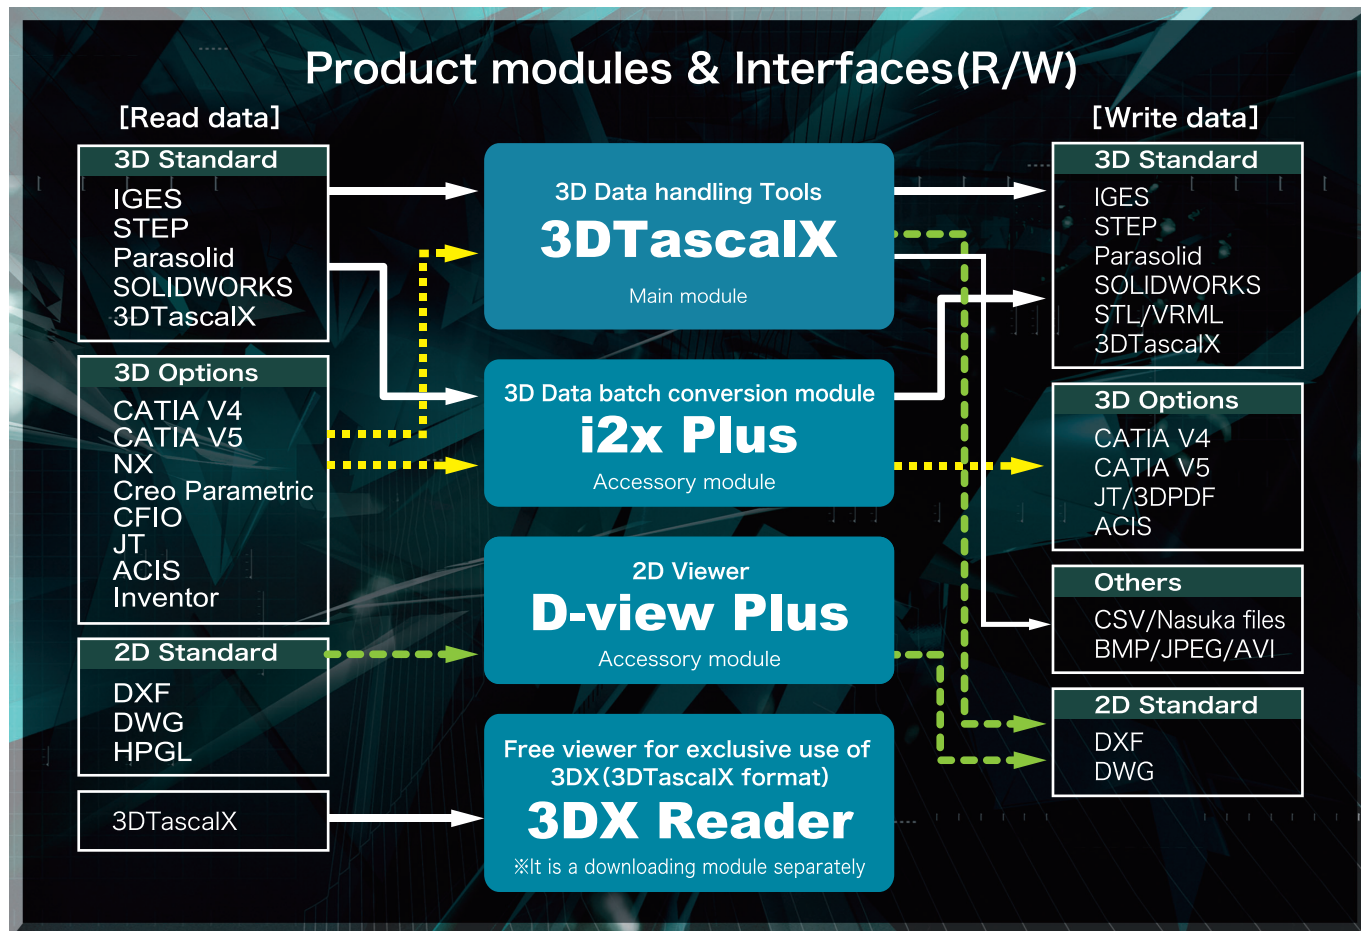 Product modules & Interfaces(R/W)
[Read data]
3D Standard
IGES
STEP
Parasolid
SOLIDWORKS
3DTascalX
3D Options
CATIA V4
CATIA V5
NX
Creo Parametric
CFIO
JT
ACIS
Inventor
2D Standard
DXF
DWG
HPGL
3DTascalX
3D Data handling Tools
3DTascalX
Main module
3D Data batch conversion module
i2x Plus
Accessory module
2D Viewer
D-view Plus
Accessory module
Free viewer for exclusive use of
3DX(3DTascalX format)
3DX Reader
※It is a downloading module separately
[Write data]
3D Standard
IGES
STEP
Parasolid
SOLIDWORKS
STL/VRML
3DTascalX
3D Options
CATIA V4
CATIA V5
JT/3DPDF
ACIS
Others
CSV/Nasuka files
BMP/JPEG/AVI
2D Standard
DXF
DWG